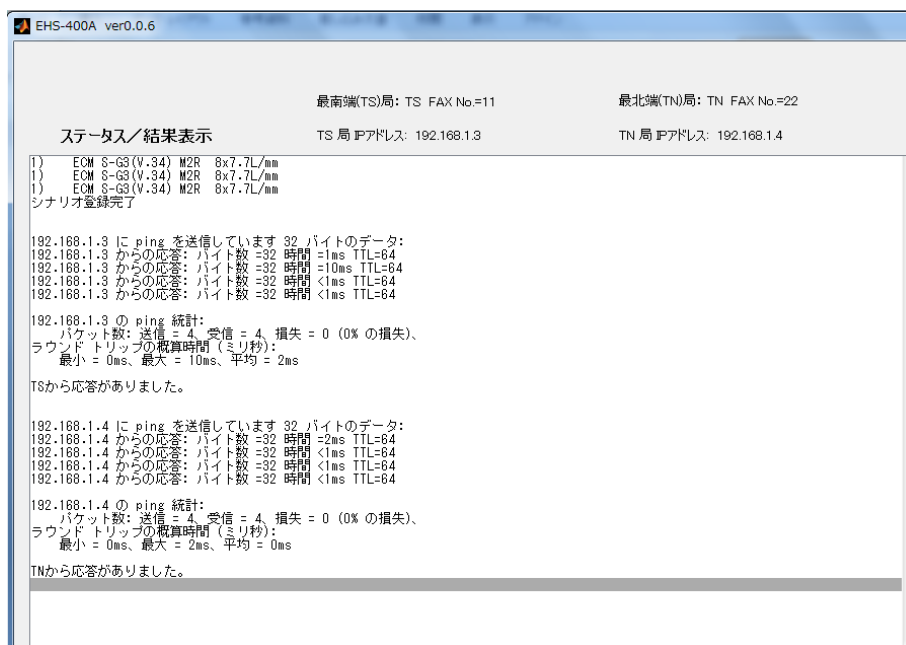 EHS-400A ver0.0.6
最南端(TS)局: TS FAX No.=11
最北端(TN)局: TN FAX No.=22
ステータス／結果表示
TS 局 IPアドレス: 192.168.1.3
TN 局 IPアドレス: 192.168.1.4
1) ECM S-G3(V.34) M2R 8x7.7L/mm
1) ECM S-G3(V.34) M2R 8x7.7L/mm
1) ECM S-G3(V.34) M2R 8x7.7L/mm
シナリオ登録完了
192.168.1.3 に ping を送信しています 32 バイトのデータ:
192.168.1.3 からの応答: バイト数 =32 時間 =1ms TTL=64
192.168.1.3 からの応答: バイト数 =32 時間 =10ms TTL=64
192.168.1.3 からの応答: バイト数 =32 時間 <1ms TTL=64
192.168.1.3 からの応答: バイト数 =32 時間 <1ms TTL=64
192.168.1.3 の ping 統計:
パケット数: 送信 = 4、受信 = 4、損失 = 0 (0% の損失)、
ラウンド トリップの概算時間 (ミリ秒):
最小 = 0ms、最大 = 10ms、平均 = 2ms
TSから応答がありました。
192.168.1.4 に ping を送信しています 32 バイトのデータ:
192.168.1.4 からの応答: バイト数 =32 時間 =2ms TTL=64
192.168.1.4 からの応答: バイト数 =32 時間 <1ms TTL=64
192.168.1.4 からの応答: バイト数 =32 時間 <1ms TTL=64
192.168.1.4 からの応答: バイト数 =32 時間 <1ms TTL=64
192.168.1.4 の ping 統計:
パケット数: 送信 = 4、受信 = 4、損失 = 0 (0% の損失)、
ラウンド トリップの概算時間 (ミリ秒):
最小 = 0ms、最大 = 2ms、平均 = 0ms
TNから応答がありました。